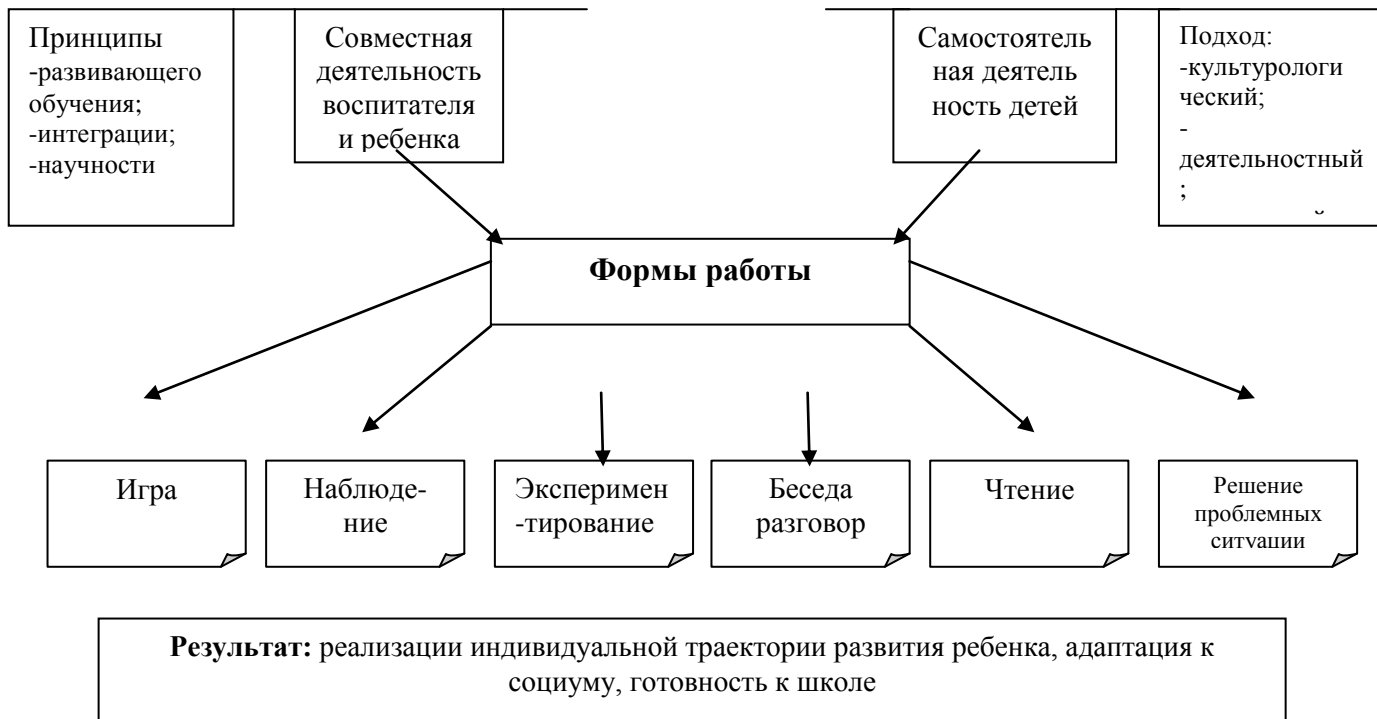 Принципы
-развивающего
обучения;
-интеграции;
-научности
Совместная
деятельность
воспитателя
и ребенка
Самостоятель
ная деятель
ность детей
Подход:
-культурологи
ческий;
-
деятельностный
;
Формы работы
Игра
Наблюде-
ние
Эксперимен
-тирование
Беседа
разговор
Чтение
Решение
проблемных
ситуации
Результат: реализации индивидуальной траектории развития ребенка, адаптация к
социуму, готовность к школе